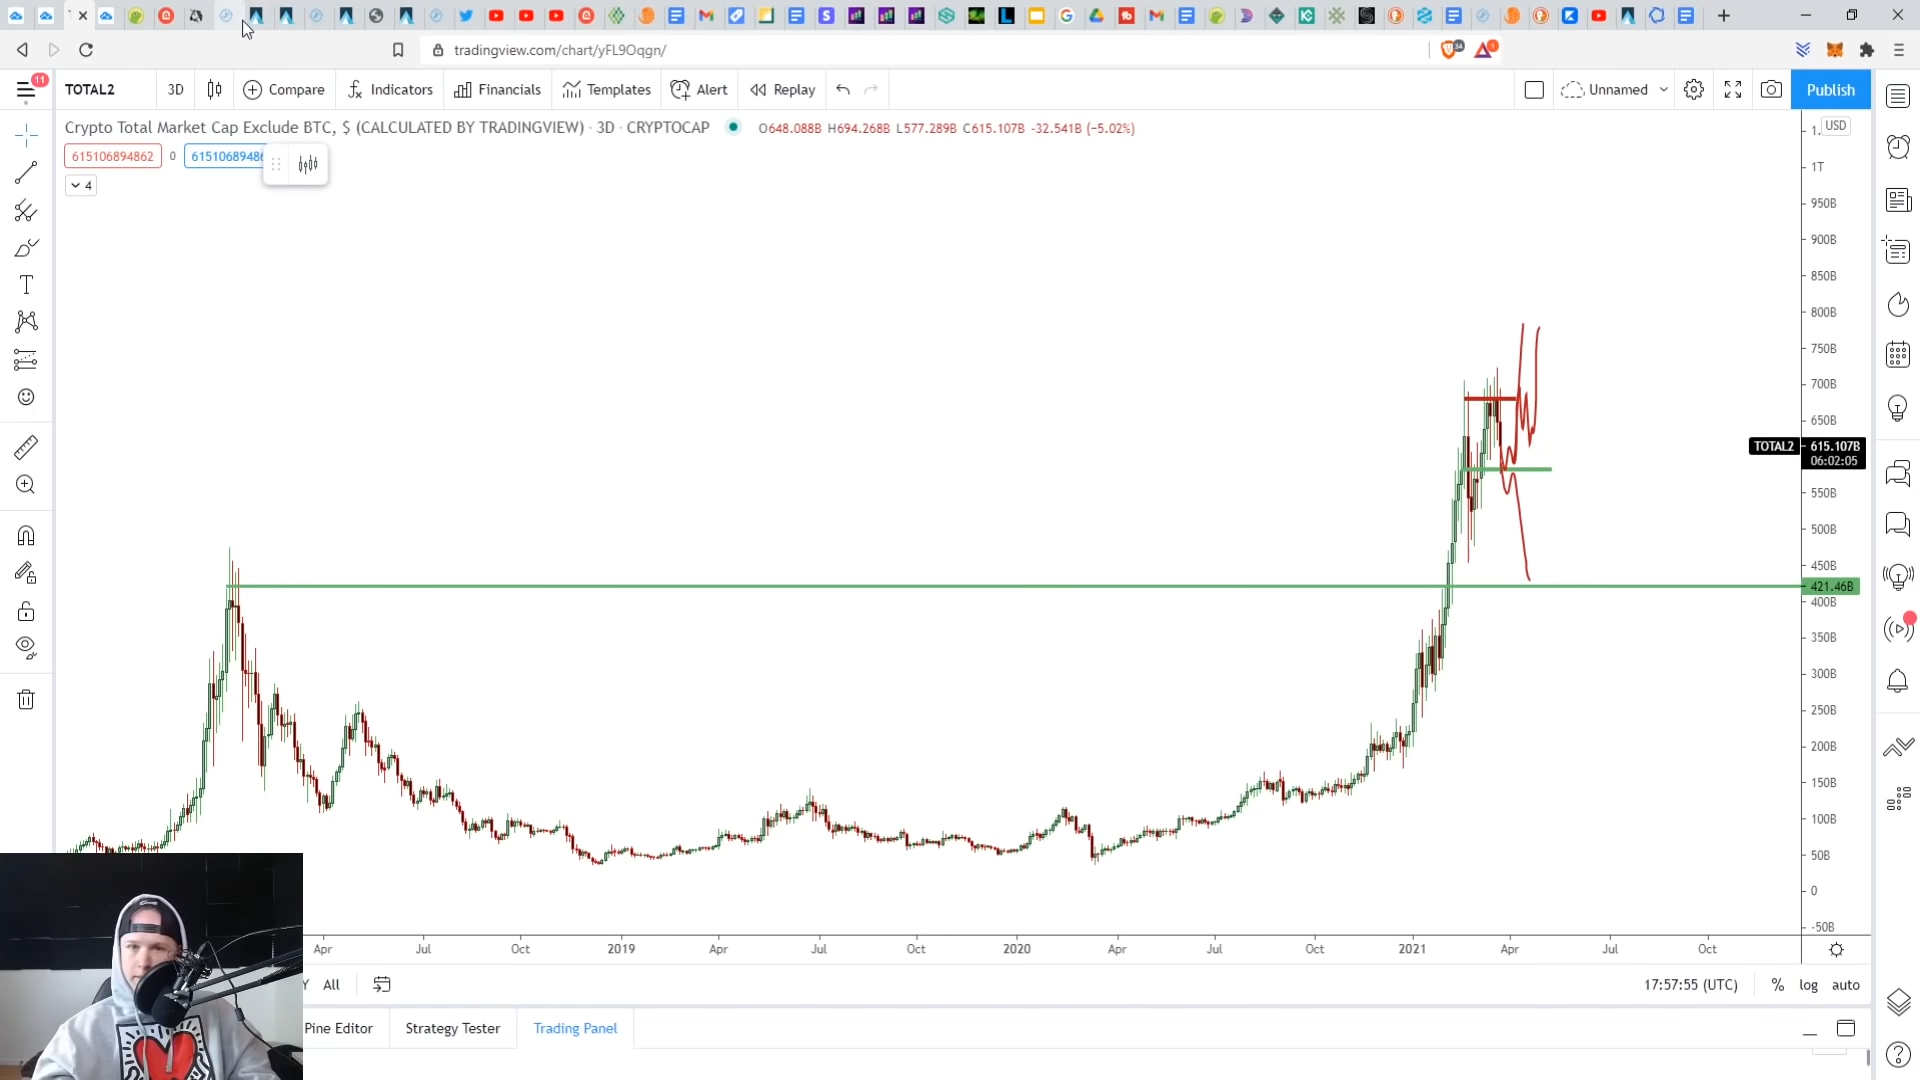 tradingview.com/chart/yFL9Oqgn/
34
1
11
TOTAL2
3D
Compare
Indicators
Financials
Templates
Alert
Replay
Unnamed
Publish
Crypto Total Market Cap Exclude BTC, $ (CALCULATED BY TRADINGVIEW) · 3D · CRYPTOCAP
O648.088B H694.268B L577.289B C615.107B -32.541B (−5.02%)
615106894862
0
6151068948
4
USD
1T
950B
900B
850B
800B
750B
700B
650B
TOTAL2
615.107B
06:02:05
550B
500B
450B
421.46B
400B
350B
300B
250B
200B
150B
100B
50B
0
-50B
Apr
Jul
Oct
2019
Apr
Jul
Oct
2020
Apr
Jul
Oct
2021
Apr
Jul
Oct
Y
All
17:57:55 (UTC)
%
log
auto
Pine Editor
Strategy Tester
Trading Panel